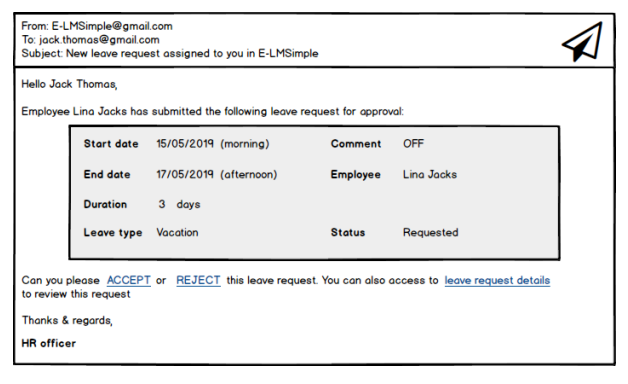 From: E-LMSimple@gmail.com
To: jack.thomas@gmail.com
Subject: New leave request assigned to you in E-LMSimple
Hello Jack Thomas,
Employee Lina Jacks has submitted the following leave request for approval:
Start date 15/05/2019 (morning) Comment OFF
End date 17/05/2019 (afternoon) Employee Lina Jacks
Duration 3 days
Leave type Vacation Status Requested
Can you please ACCEPT or REJECT this leave request. You can also access to leave request details
to review this request
Thanks & regards,
HR officer